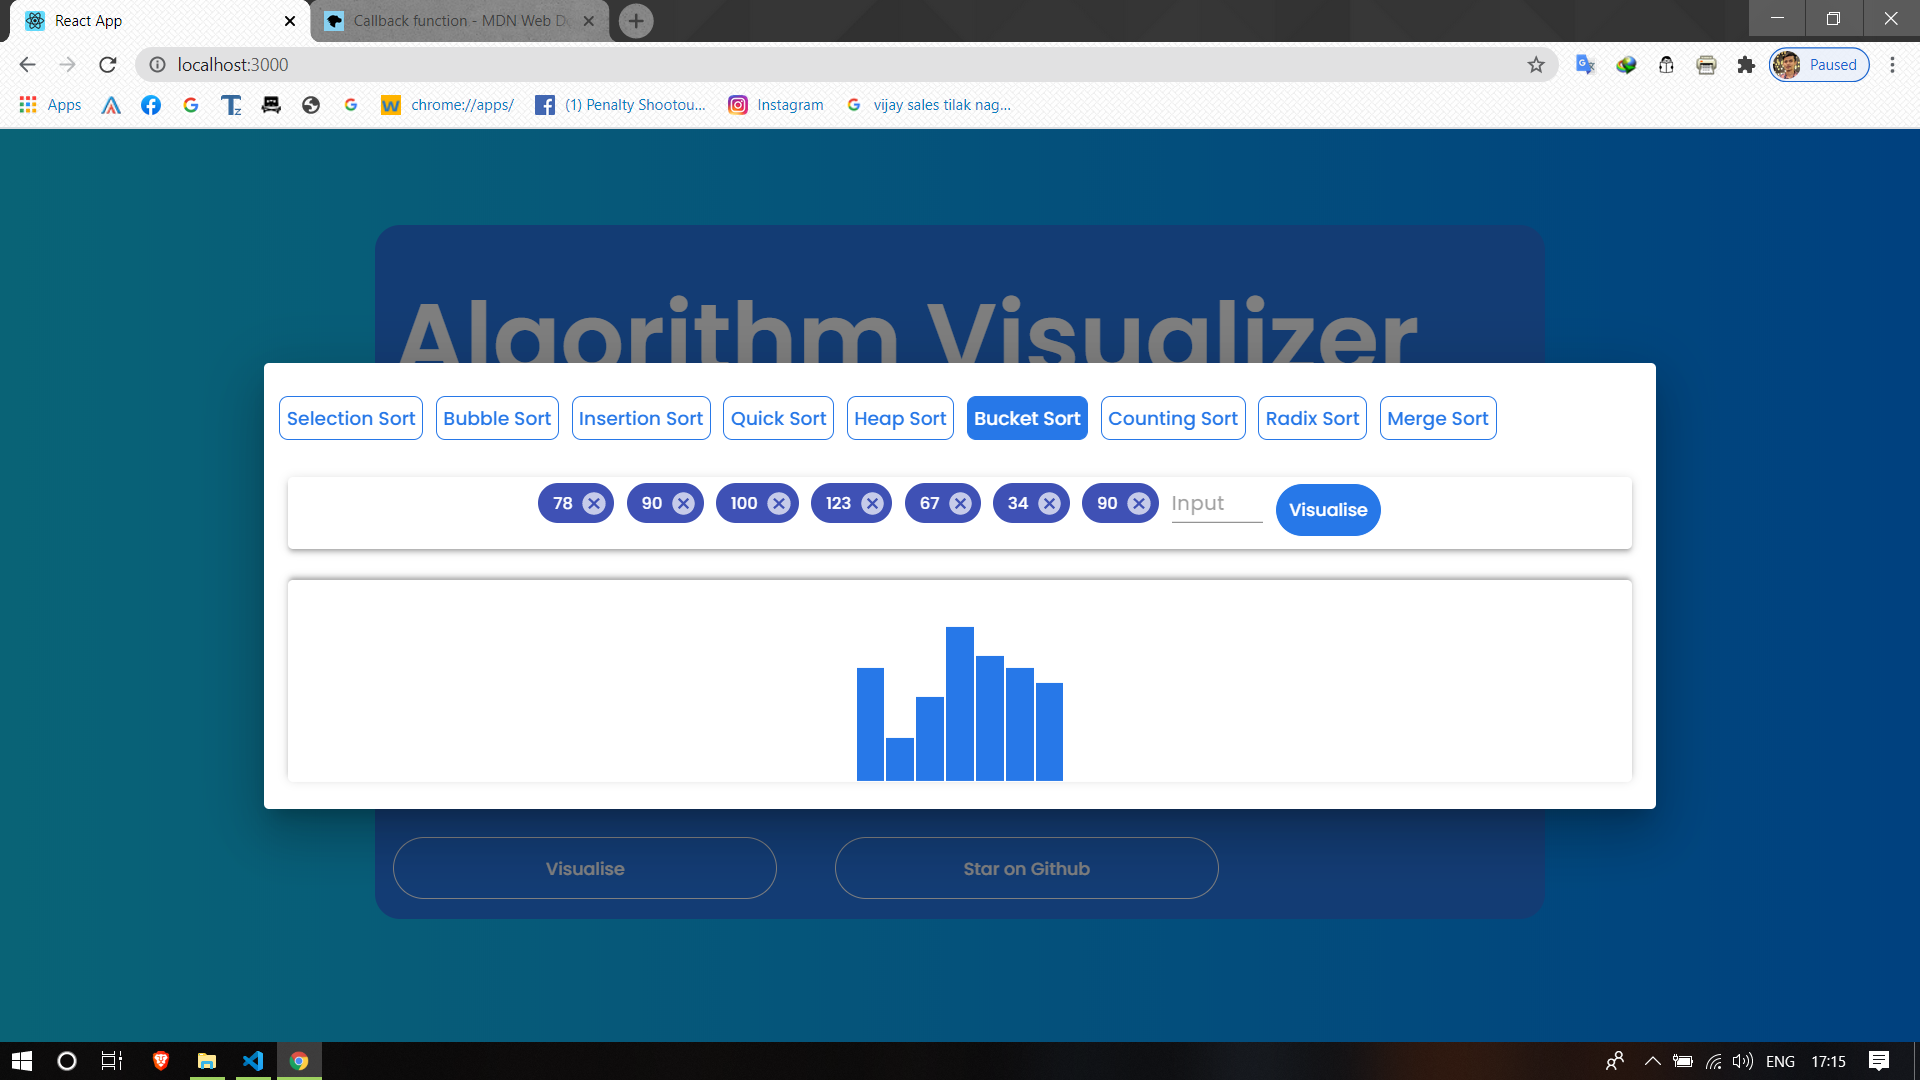 React App
Callback function - MDN Web Do
localhost:3000
Paused
Apps
chrome://apps/
(1) Penalty Shootou...
Instagram
vijay sales tilak nag...
Algorithm Visualizer
Selection Sort
Bubble Sort
Insertion Sort
Quick Sort
Heap Sort
Bucket Sort
Counting Sort
Radix Sort
Merge Sort
78
90
100
123
67
34
90
Input
Visualise
Visualise
Star on Github
ENG
17:15